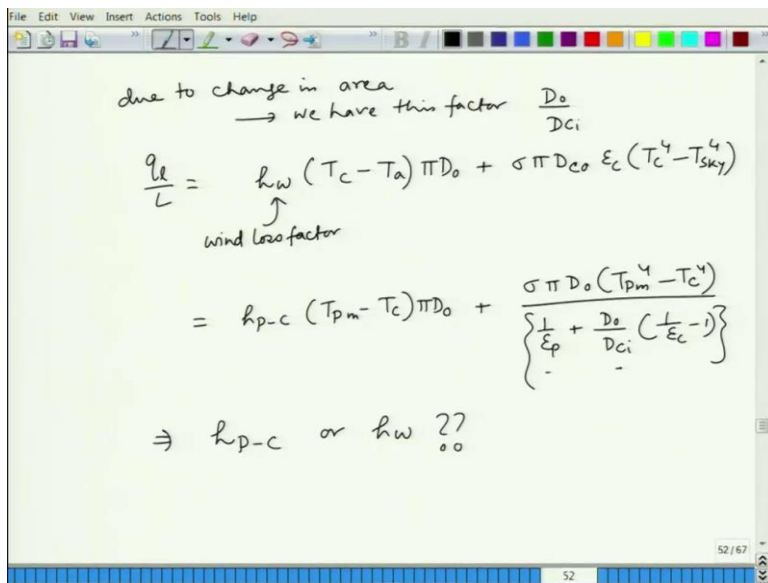 File Edit View Insert Actions Tools Help
B I
due to change in area
→ we have this factor Do/Dci
qℓ/L = hw (Tc - Ta) πDo + σ π Dco εc (Tc⁴ - Tsky⁴)
↑
wind loss factor
= hp-c (Tpm - Tc) πDo + σ π Do (Tpm⁴ - Tc⁴) / {1/εp + Do/Dci (1/εc - 1)}
⇒ hp-c or hw ??
52/67
52